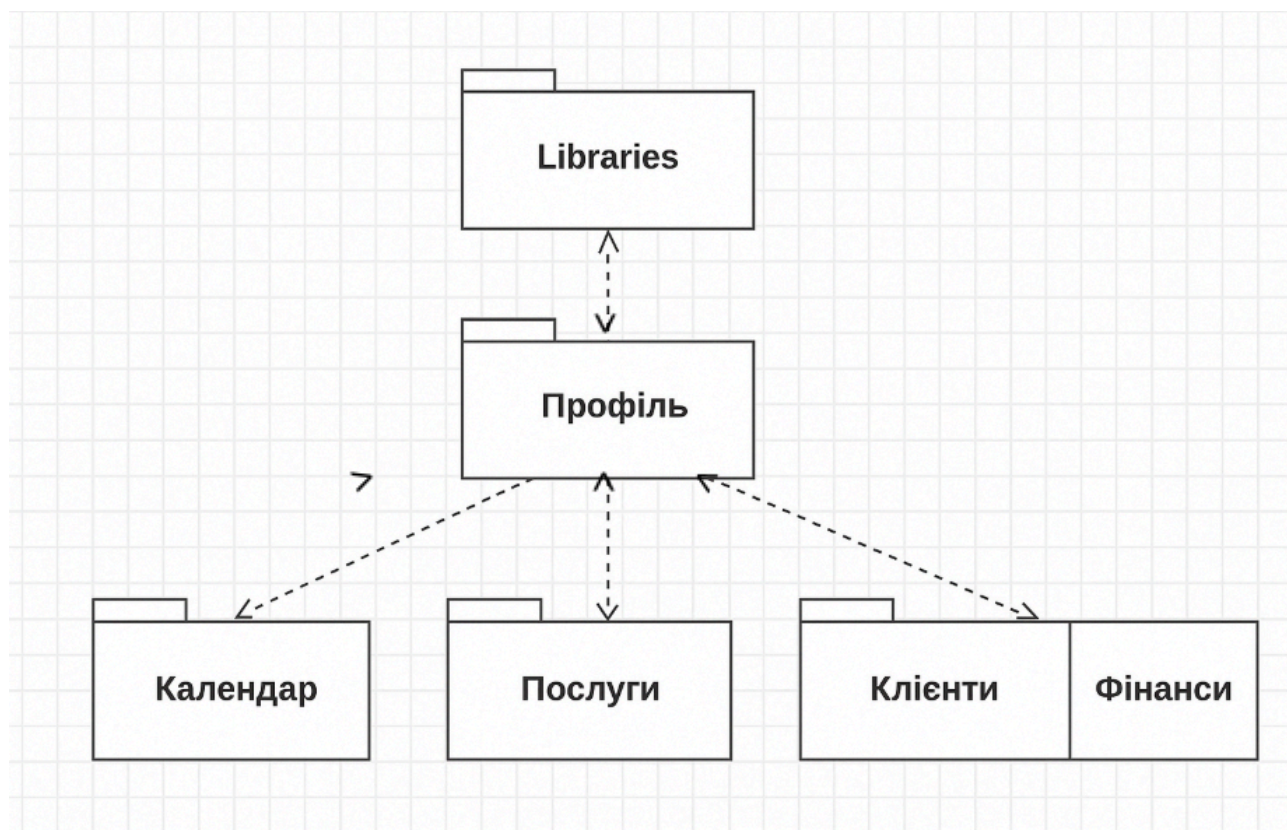 Libraries
Профіль
Календар
Послуги
Клієнти
Фінанси